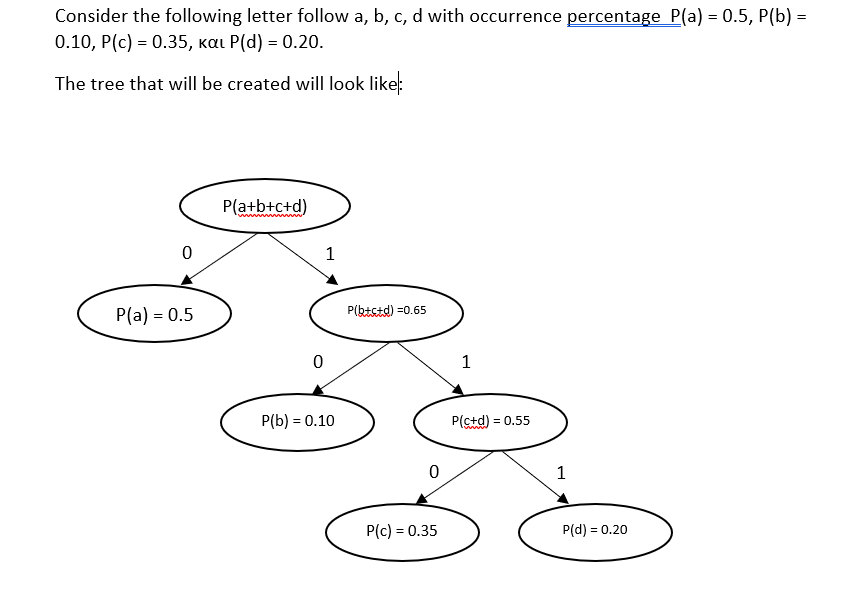 Consider the following letter follow a, b, c, d with occurrence percentage P(a) = 0.5, P(b) =
0.10, P(c) = 0.35, και P(d) = 0.20.
The tree that will be created will look like:
P(a+b+c+d)
0 1
P(a) = 0.5 P(b+c+d) =0.65
0 1
P(b) = 0.10 P(c+d) = 0.55
0 1
P(c) = 0.35 P(d) = 0.20